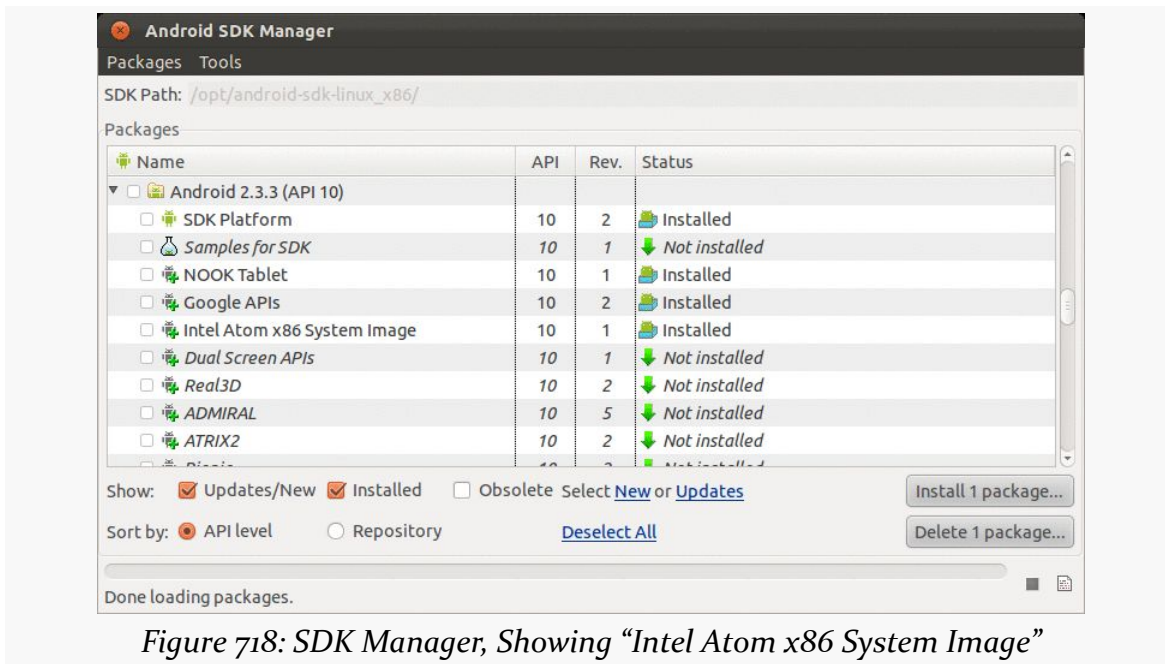 Android SDK Manager
Packages Tools
SDK Path: /opt/android-sdk-linux_x86/
Packages
Name API Rev. Status
Android 2.3.3 (API 10)
SDK Platform 10 2 Installed
Samples for SDK 10 1 Not installed
NOOK Tablet 10 1 Installed
Google APIs 10 2 Installed
Intel Atom x86 System Image 10 1 Installed
Dual Screen APIs 10 1 Not installed
Real3D 10 2 Not installed
ADMIRAL 10 5 Not installed
ATRIX2 10 2 Not installed
Show: Updates/New Installed Obsolete Select New or Updates Install 1 package...
Sort by: API level Repository Deselect All Delete 1 package...
Done loading packages.
Figure 718: SDK Manager, Showing “Intel Atom x86 System Image”